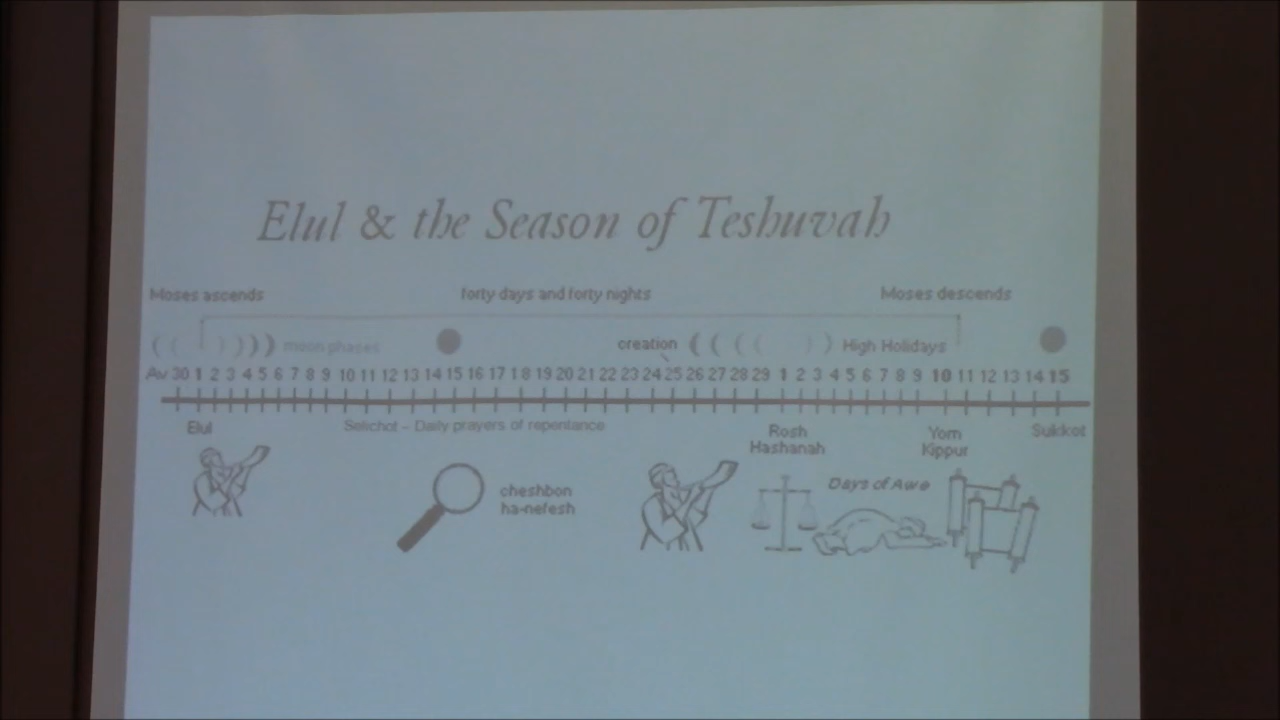 Elul & the Season of Teshuvah
Moses ascends forty days and forty nights Moses descends
moon phases creation High Holidays
Av 30 1 2 3 4 5 6 7 8 9 10 11 12 13 14 15 16 17 18 19 20 21 22 23 24 25 26 27 28 29 1 2 3 4 5 6 7 8 9 10 11 12 13 14 15
Elul Selichot – Daily prayers of repentance Rosh Hashanah Yom Kippur Sukkot
cheshbon
ha-nefesh
Days of Awe